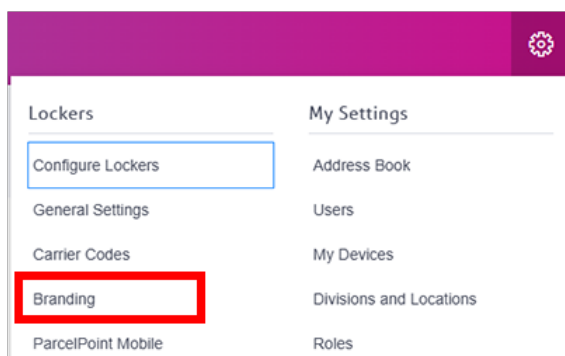 Lockers
Configure Lockers
General Settings
Carrier Codes
Branding
ParcelPoint Mobile
My Settings
Address Book
Users
My Devices
Divisions and Locations
Roles